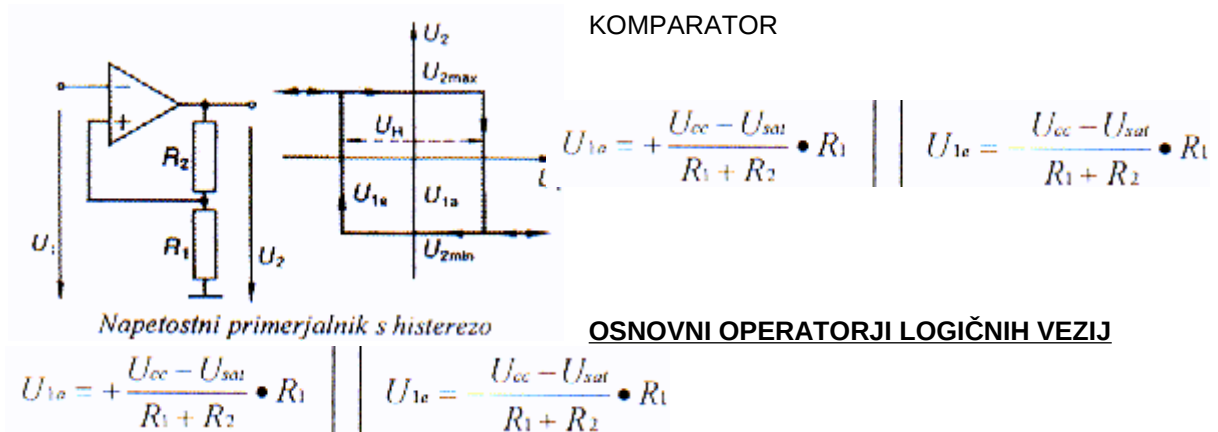 KOMPARATOR
U₂
U₂max
U_H
U₁e U₁a
U₂min
R₂
R₁
U₁
U₂
U₁a = + (Ucc − Usat)/(R₁ + R₂) • R₁
U₁e = − (Ucc − Usat)/(R₁ + R₂) • R₁
Napetostni primerjalnik s histerezo
OSNOVNI OPERATORJI LOGIČNIH VEZIJ
U₁a = + (Ucc − Usat)/(R₁ + R₂) • R₁
U₁e = − (Ucc − Usat)/(R₁ + R₂) • R₁